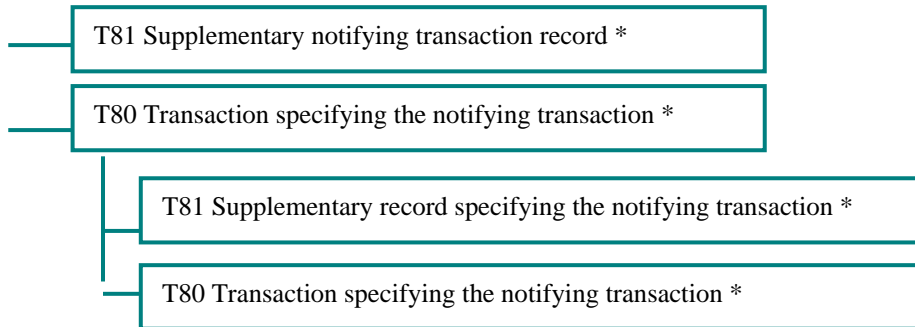 T81 Supplementary notifying transaction record *
T80 Transaction specifying the notifying transaction *
T81 Supplementary record specifying the notifying transaction *
T80 Transaction specifying the notifying transaction *